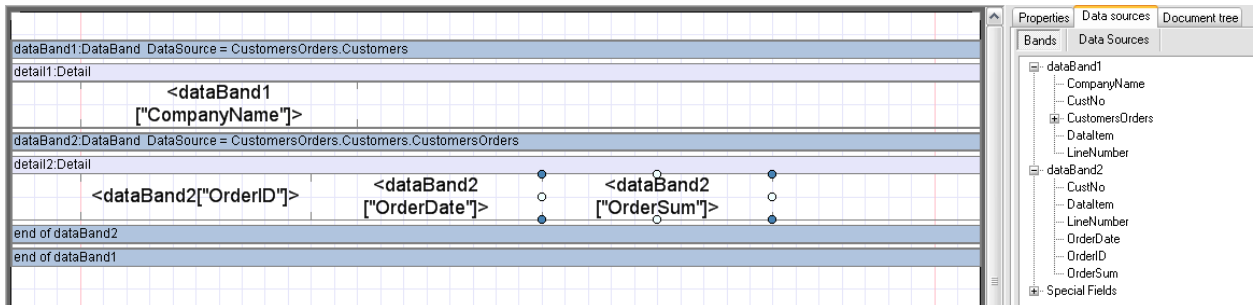 Properties Data sources Document tree
Bands Data Sources
dataBand1:DataBand DataSource = CustomersOrders.Customers
detail1:Detail
<dataBand1
["CompanyName"]>
dataBand2:DataBand DataSource = CustomersOrders.Customers.CustomersOrders
detail2:Detail
<dataBand2["OrderID"]>
<dataBand2
["OrderDate"]>
<dataBand2
["OrderSum"]>
end of dataBand2
end of dataBand1
dataBand1
CompanyName
CustNo
CustomersOrders
DataItem
LineNumber
dataBand2
CustNo
DataItem
LineNumber
OrderDate
OrderID
OrderSum
Special Fields